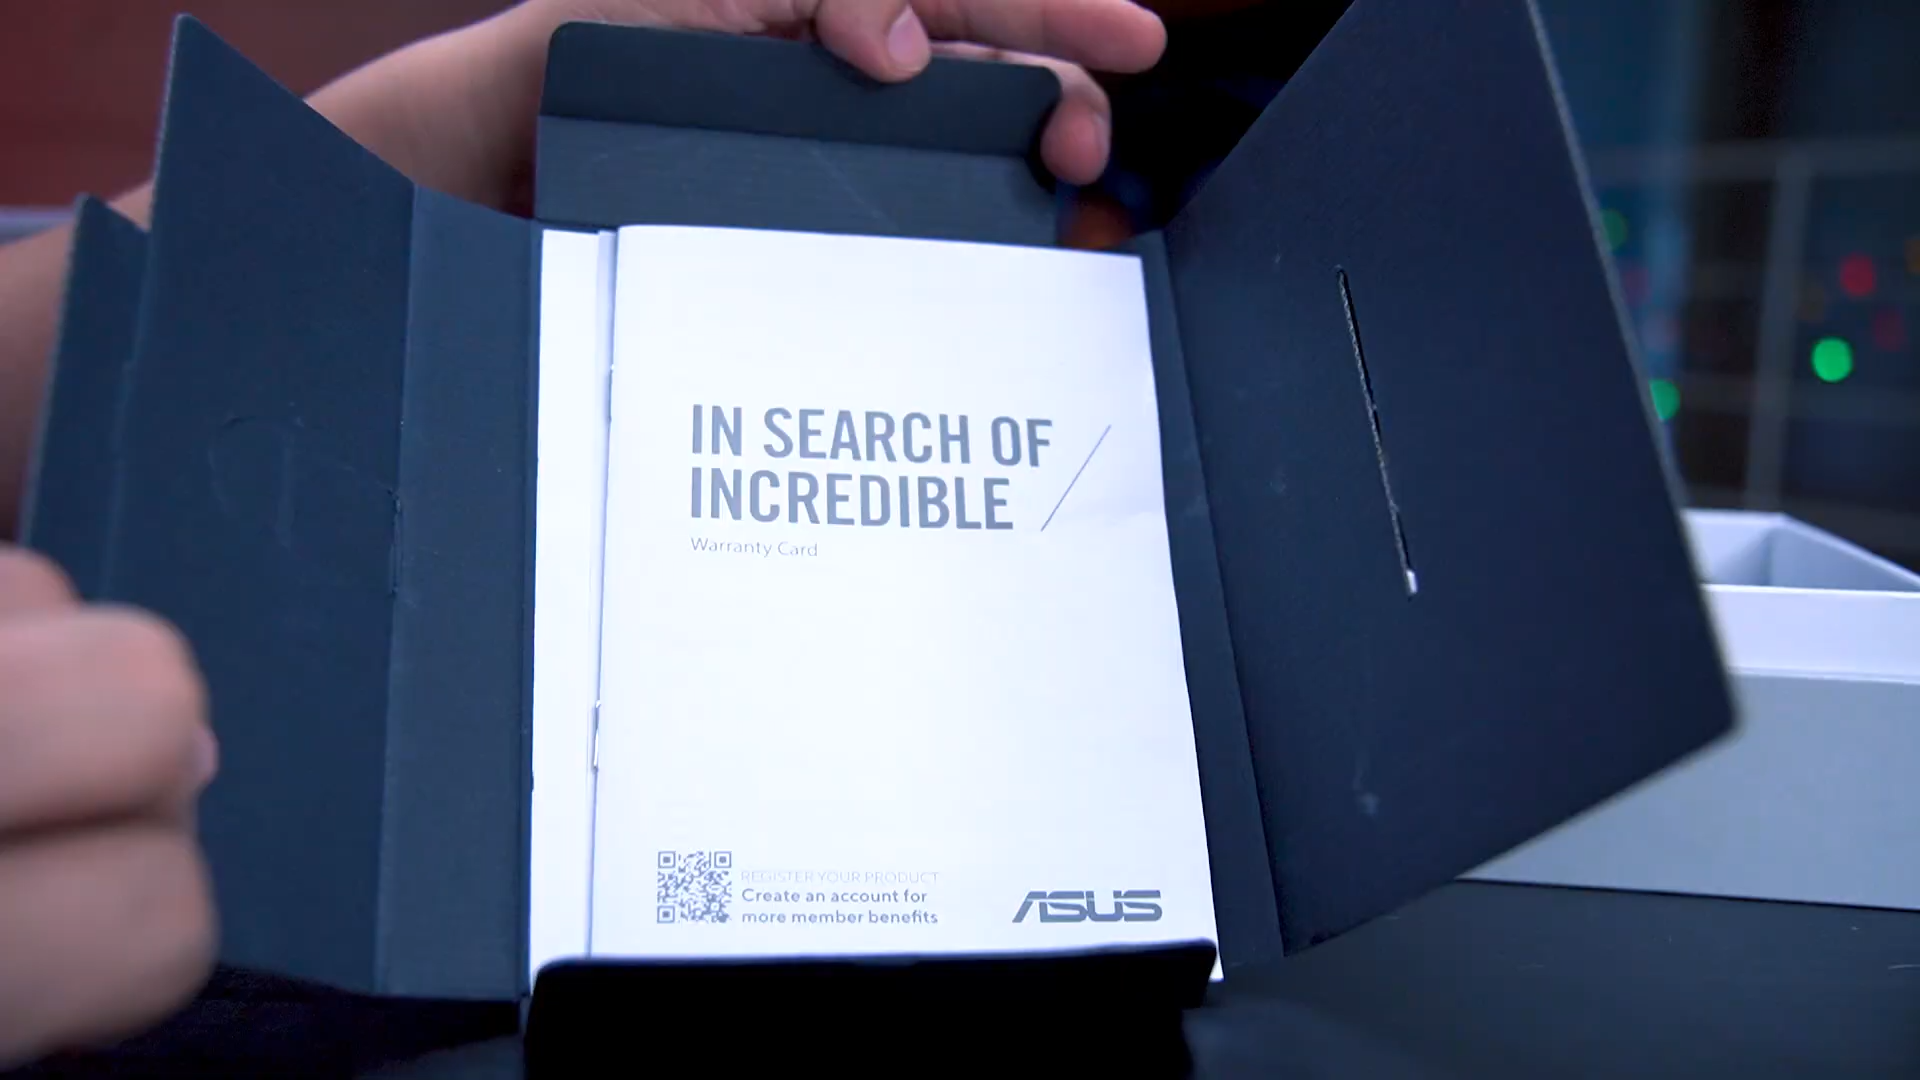 IN SEARCH OF
INCREDIBLE
Warranty Card
REGISTER YOUR PRODUCT
Create an account for
more member benefits
ASUS